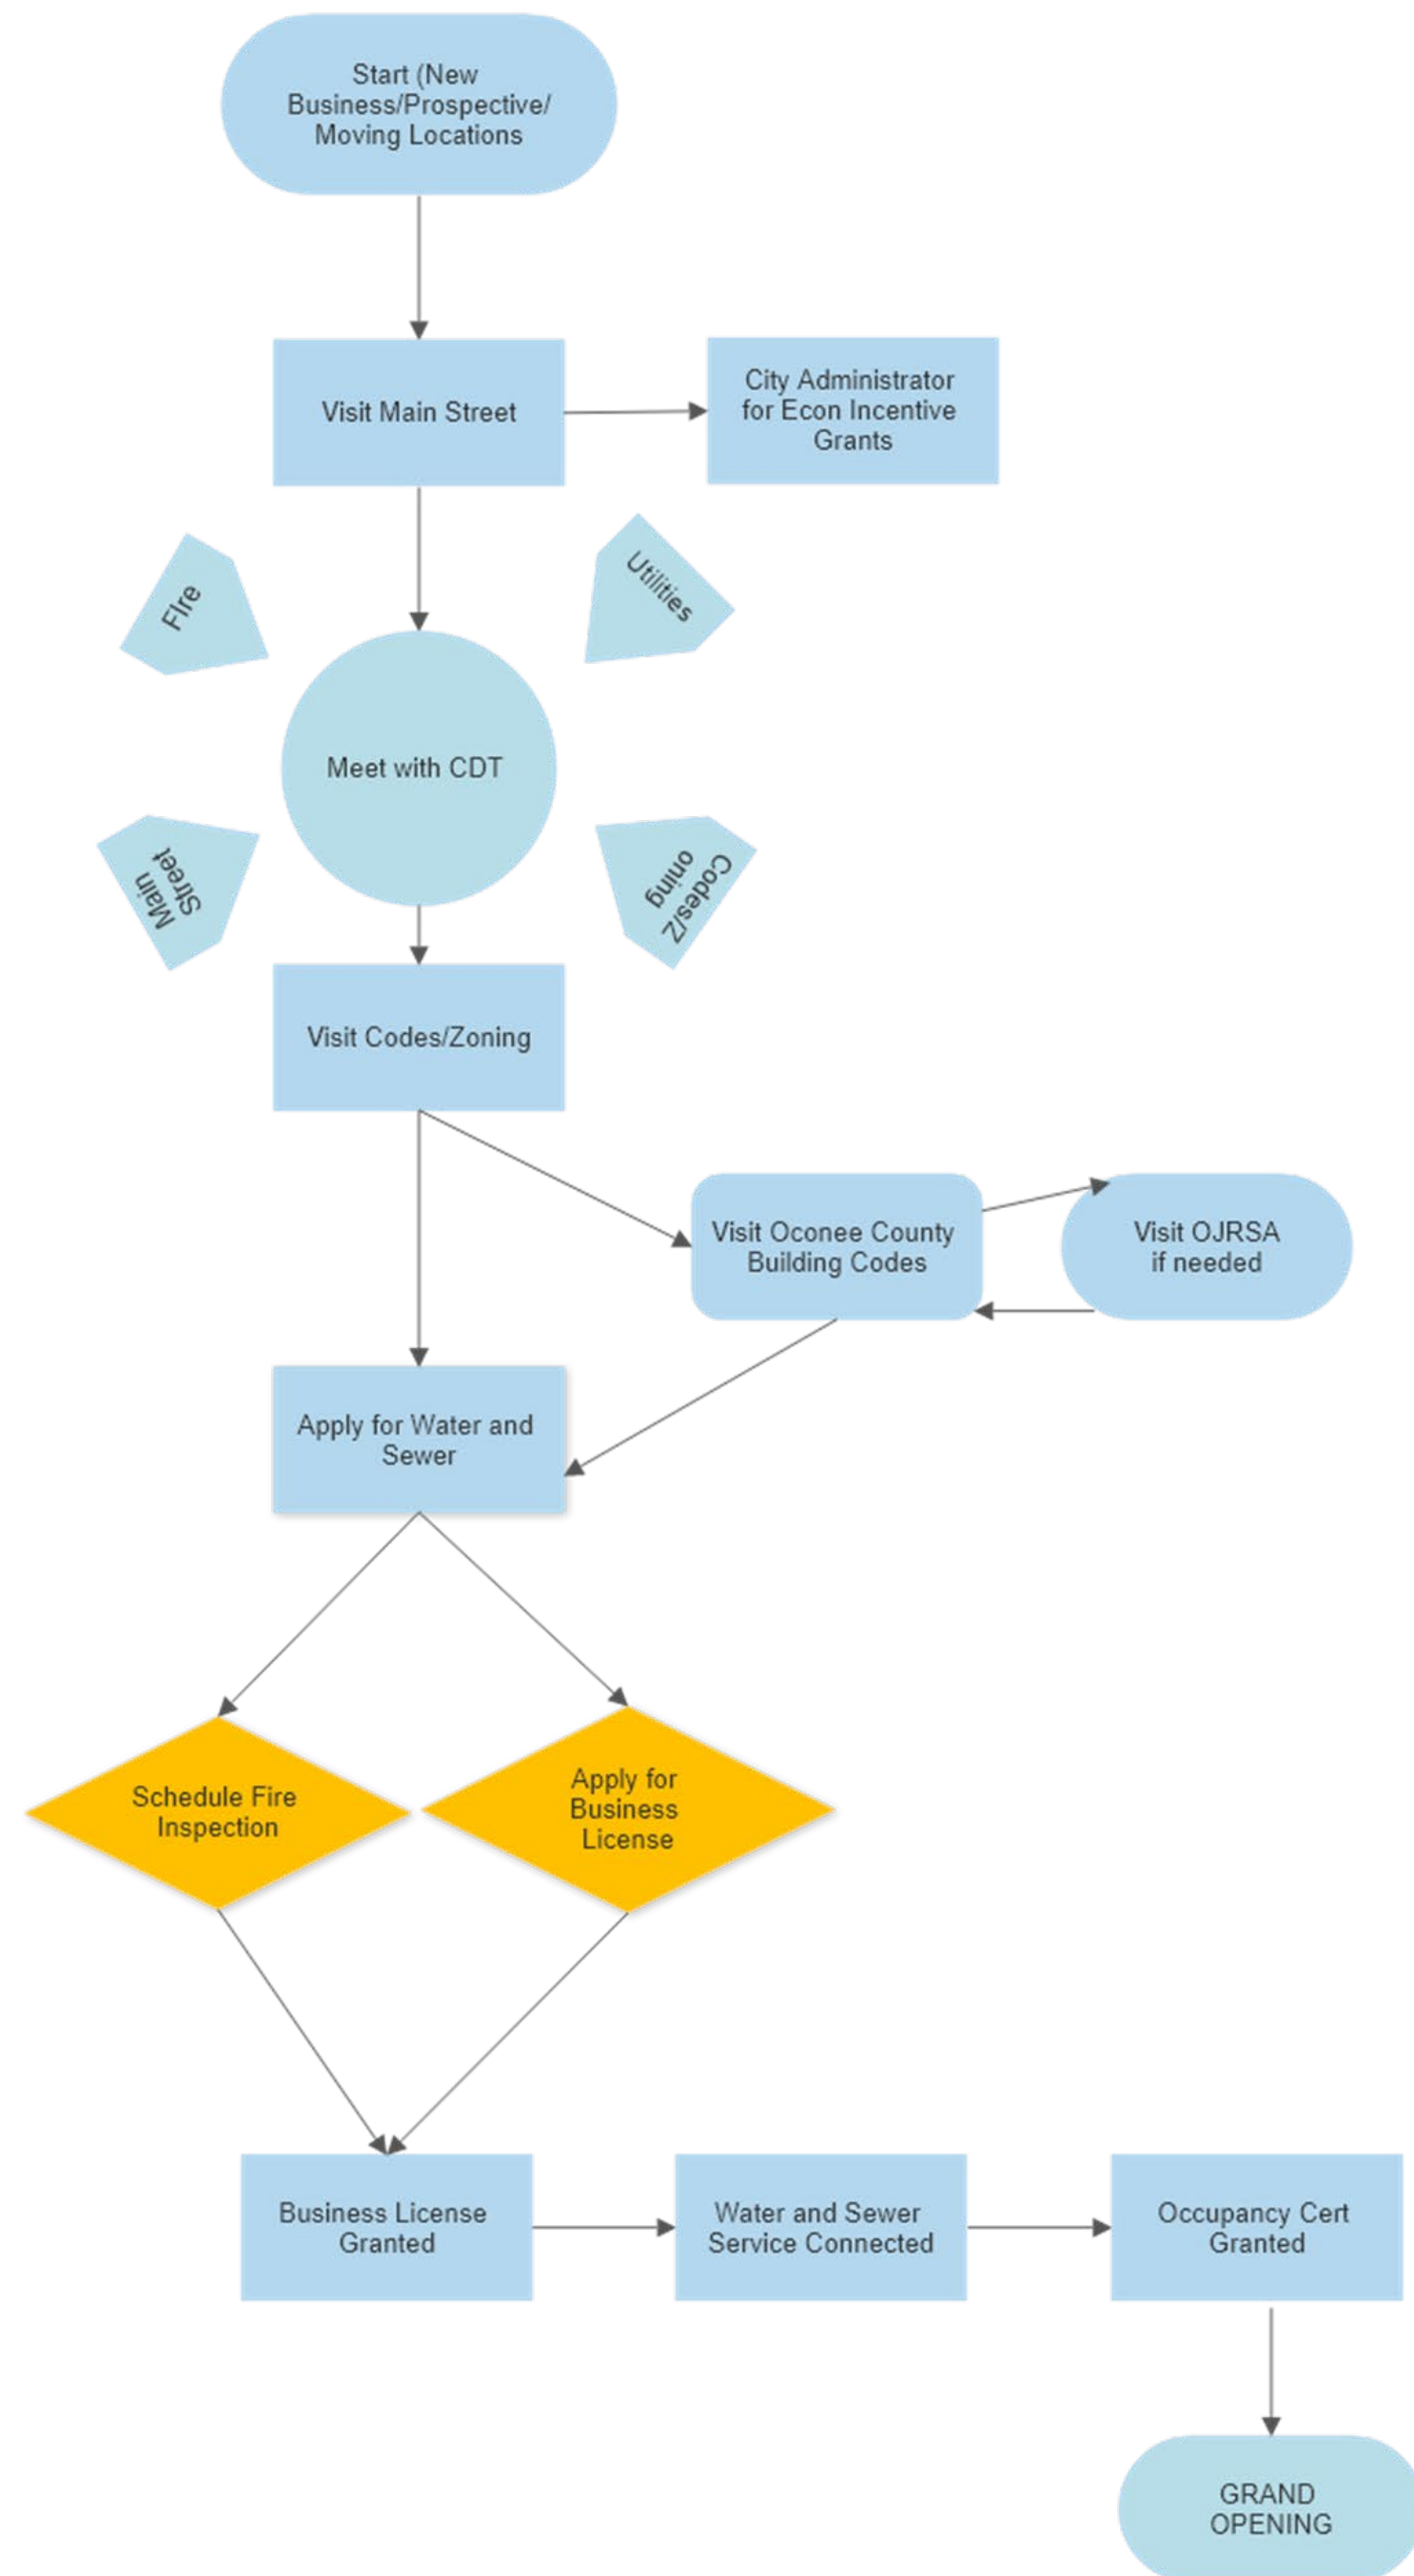 Start (New
Business/Prospective/
Moving Locations
Visit Main Street
City Administrator
for Econ Incentive
Grants
FIre
Utilities
Meet with CDT
Main
Street
Codes/Z
oning
Visit Codes/Zoning
Visit Oconee County
Building Codes
Visit OJRSA
if needed
Apply for Water and
Sewer
Schedule Fire
Inspection
Apply for
Business
License
Business License
Granted
Water and Sewer
Service Connected
Occupancy Cert
Granted
GRAND
OPENING